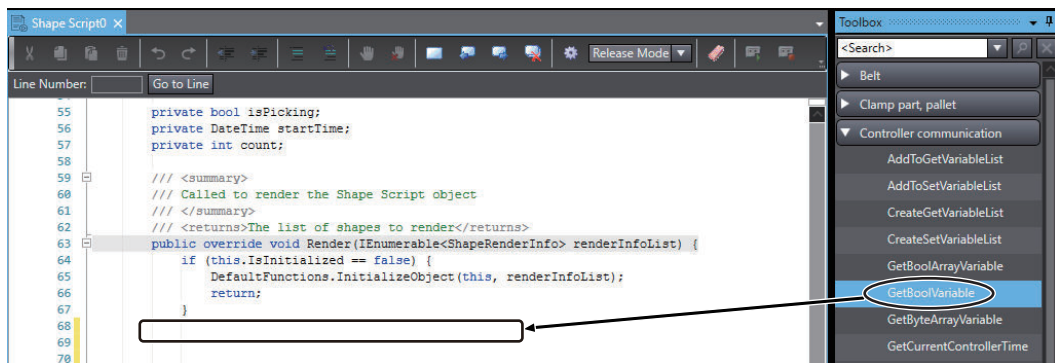 Shape Script0
Release Mode
Line Number:
Go to Line
55 private bool isPicking;
56 private DateTime startTime;
57 private int count;
58
59 /// <summary>
60 /// Called to render the Shape Script object
61 /// </summary>
62 /// <returns>The list of shapes to render</returns>
63 public override void Render(IEnumerable<ShapeRenderInfo> renderInfoList) {
64 if (this.IsInitialized == false) {
65 DefaultFunctions.InitializeObject(this, renderInfoList);
66 return;
67 }
68
69
70
Toolbox
<Search>
Belt
Clamp part, pallet
Controller communication
AddToGetVariableList
AddToSetVariableList
CreateGetVariableList
CreateSetVariableList
GetBoolArrayVariable
GetBoolVariable
GetByteArrayVariable
GetCurrentControllerTime